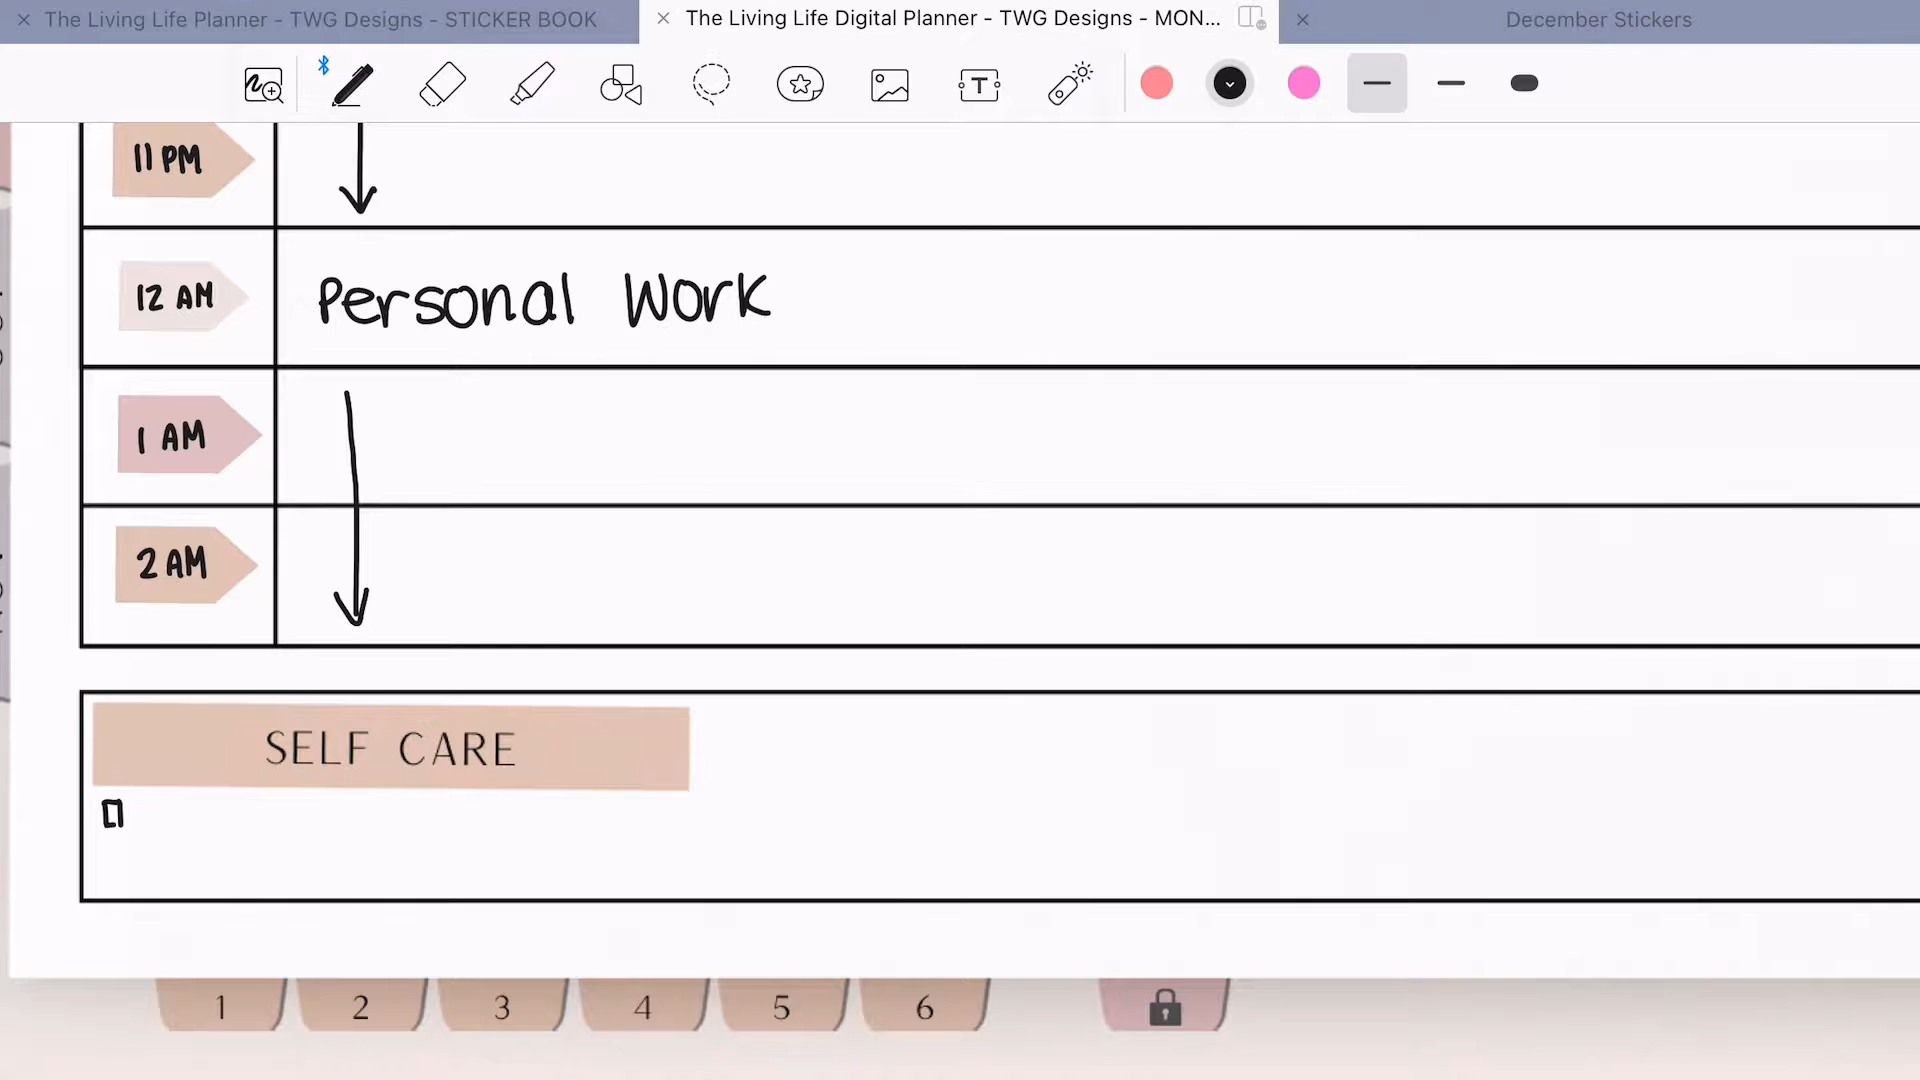 The Living Life Planner - TWG Designs - STICKER BOOK
The Living Life Digital Planner - TWG Designs - MON...
December Stickers
T
11 PM
12 AM
Personal Work
1 AM
2 AM
SELF CARE
1 2 3 4 5 6